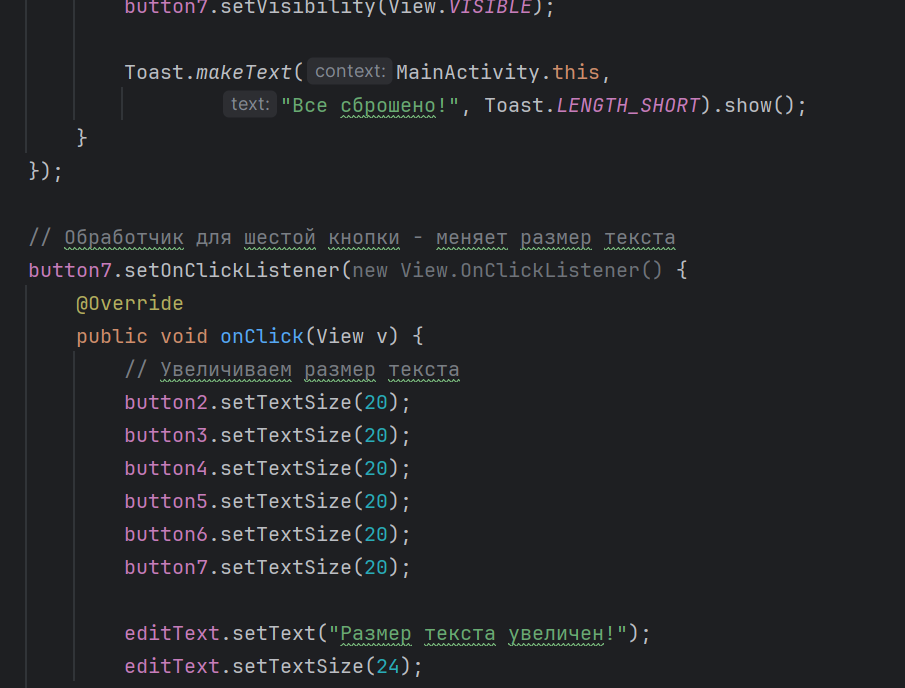 button7.setVisibility(View.VISIBLE);
Toast.makeText( context: MainActivity.this,
text: "Все сброшено!", Toast.LENGTH_SHORT).show();
}
});
// Обработчик для шестой кнопки - меняет размер текста
button7.setOnClickListener(new View.OnClickListener() {
@Override
public void onClick(View v) {
// Увеличиваем размер текста
button2.setTextSize(20);
button3.setTextSize(20);
button4.setTextSize(20);
button5.setTextSize(20);
button6.setTextSize(20);
button7.setTextSize(20);
editText.setText("Размер текста увеличен!");
editText.setTextSize(24);